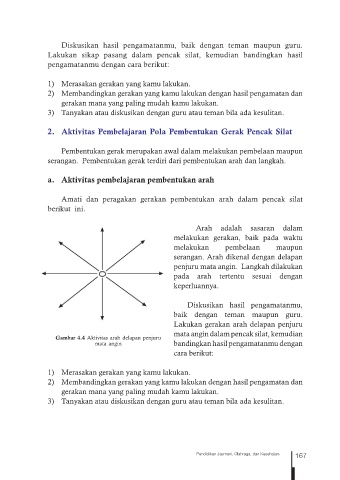 Diskusikan hasil pengamatanmu, baik dengan teman maupun guru.
Lakukan sikap pasang dalam pencak silat, kemudian bandingkan hasil
pengamatanmu dengan cara berikut:
1) Merasakan gerakan yang kamu lakukan.
2) Membandingkan gerakan yang kamu lakukan dengan hasil pengamatan dan
gerakan mana yang paling mudah kamu lakukan.
3) Tanyakan atau diskusikan dengan guru atau teman bila ada kesulitan.
2. Aktivitas Pembelajaran Pola Pembentukan Gerak Pencak Silat
Pembentukan gerak merupakan awal dalam melakukan pembelaan maupun
serangan. Pembentukan gerak terdiri dari pembentukan arah dan langkah.
a. Aktivitas pembelajaran pembentukan arah
Amati dan peragakan gerakan pembentukan arah dalam pencak silat
berikut ini.
Arah adalah sasaran dalam
melakukan gerakan, baik pada waktu
melakukan pembelaan maupun
serangan. Arah dikenal dengan delapan
penjuru mata angin. Langkah dilakukan
pada arah tertentu sesuai dengan
keperluannya.
Diskusikan hasil pengamatanmu,
baik dengan teman maupun guru.
Lakukan gerakan arah delapan penjuru
mata angin dalam pencak silat, kemudian
bandingkan hasil pengamatanmu dengan
cara berikut:
Gambar 4.4 Aktivitas arah delapan penjuru
mata angin
1) Merasakan gerakan yang kamu lakukan.
2) Membandingkan gerakan yang kamu lakukan dengan hasil pengamatan dan
gerakan mana yang paling mudah kamu lakukan.
3) Tanyakan atau diskusikan dengan guru atau teman bila ada kesulitan.
Pendidikan Jasmani, Olahraga, dan Kesehatan
167